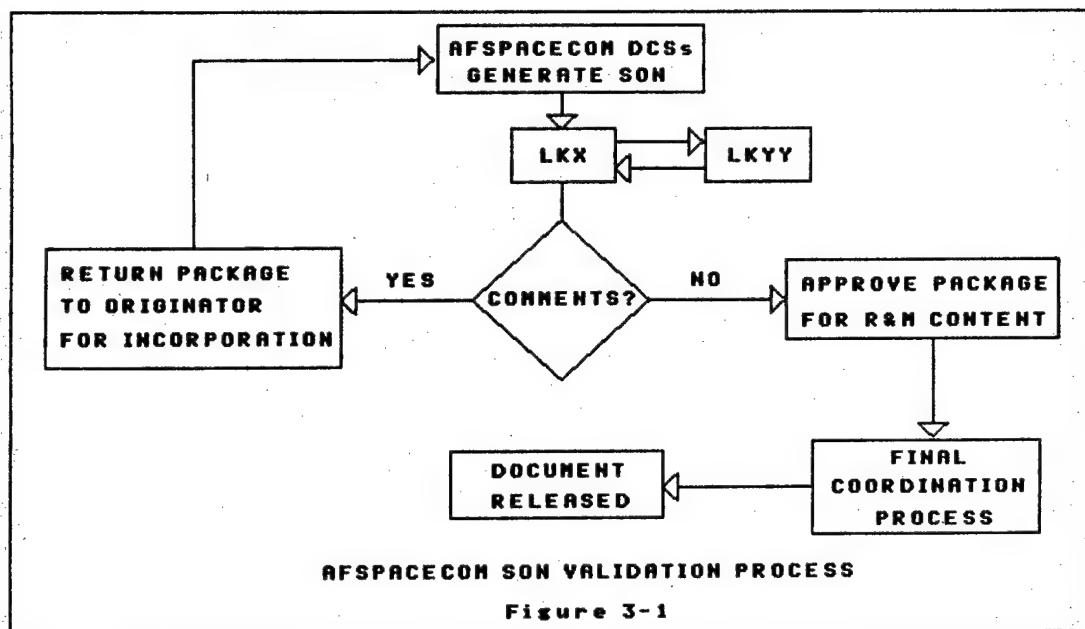 AFSPACECOM DCSs
GENERATE SON
LKX
LKYY
RETURN PACKAGE
TO ORIGINATOR
FOR INCORPORATION
YES
COMMENTS?
NO
APPROVE PACKAGE
FOR R&M CONTENT
DOCUMENT
RELEASED
FINAL
COORDINATION
PROCESS
AFSPACECOM SON VALIDATION PROCESS
Figure 3-1